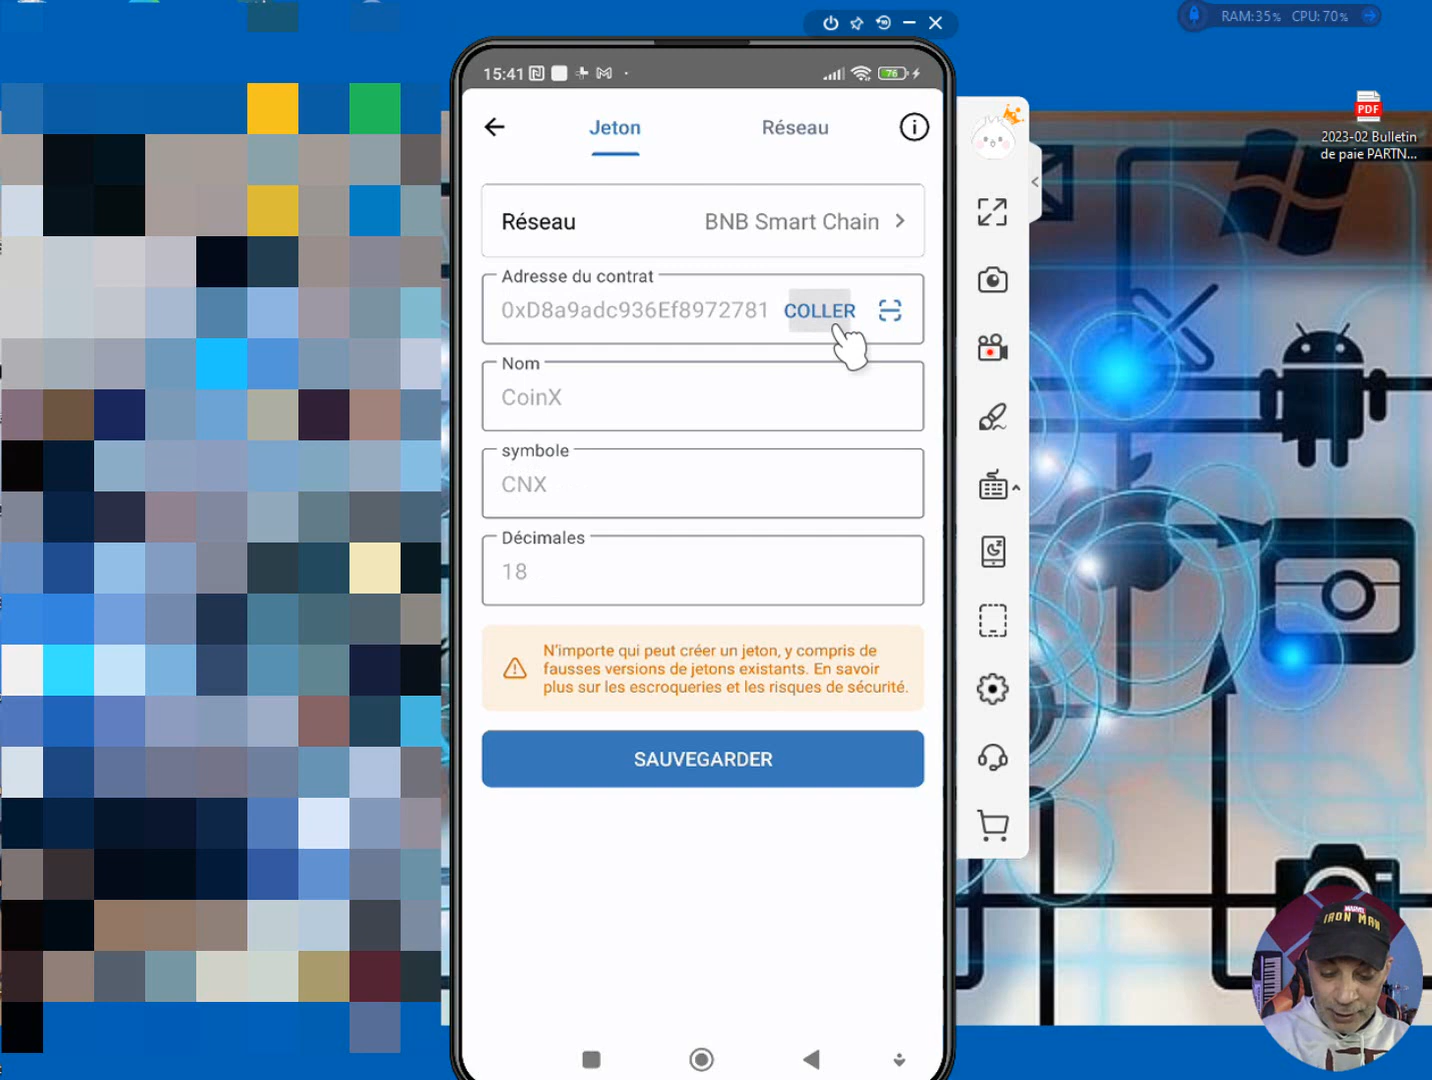 RAM:35% CPU:70%
15:41
76
Jeton
Réseau
PDF
2023-02 Bulletin
de paie PARTN...
Réseau
BNB Smart Chain
Adresse du contrat
0xD8a9adc936Ef8972781
COLLER
Nom
CoinX
symbole
CNX
Décimales
18
N'importe qui peut créer un jeton, y compris de
fausses versions de jetons existants. En savoir
plus sur les escroqueries et les risques de sécurité.
SAUVEGARDER
MARVEL
IRON MAN